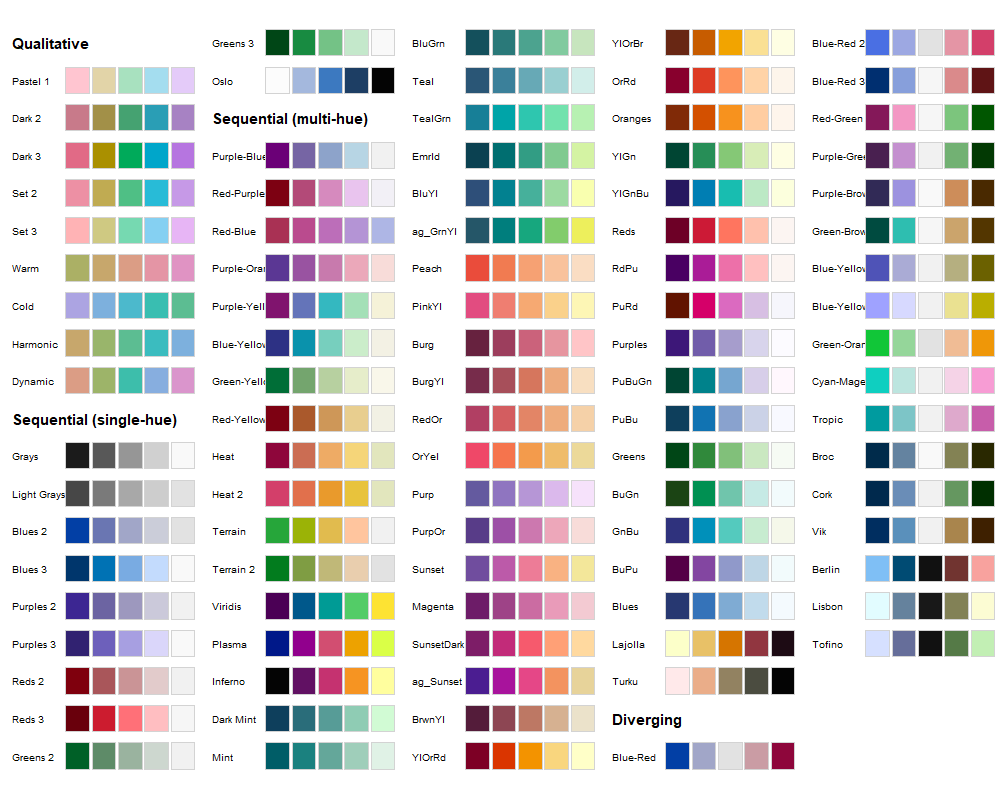 Qualitative
Pastel 1
Dark 2
Dark 3
Set 2
Set 3
Warm
Cold
Harmonic
Dynamic
Sequential (single-hue)
Grays
Light Grays
Blues 2
Blues 3
Purples 2
Purples 3
Reds 2
Reds 3
Greens 2
Greens 3
Oslo
Sequential (multi-hue)
Purple-Blue
Red-Purple
Red-Blue
Purple-Oran
Purple-Yell
Blue-Yellow
Green-Yello
Red-Yellow
Heat
Heat 2
Terrain
Terrain 2
Viridis
Plasma
Inferno
Dark Mint
Mint
BluGrn
Teal
TealGrn
Emrld
BluYl
ag_GrnYl
Peach
PinkYl
Burg
BurgYl
RedOr
OrYel
Purp
PurpOr
Sunset
Magenta
SunsetDark
ag_Sunset
BrwnYl
YlOrRd
YlOrBr
OrRd
Oranges
YlGn
YlGnBu
Reds
RdPu
PuRd
Purples
PuBuGn
PuBu
Greens
BuGn
GnBu
BuPu
Blues
Lajolla
Turku
Diverging
Blue-Red
Blue-Red 2
Blue-Red 3
Red-Green
Purple-Gree
Purple-Brow
Green-Brow
Blue-Yellow
Blue-Yellow
Green-Oran
Cyan-Mage
Tropic
Broc
Cork
Vik
Berlin
Lisbon
Tofino